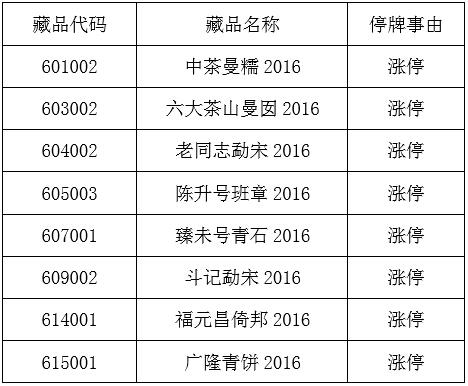 藏品代码 藏品名称 停牌事由
601002 中茶曼糯 2016 涨停
603002 六大茶山曼囡 2016 涨停
604002 老同志勐宋 2016 涨停
605003 陈升号班章 2016 涨停
607001 臻未号青石 2016 涨停
609002 斗记勐宋 2016 涨停
614001 福元昌倚邦 2016 涨停
615001 广隆青饼 2016 涨停